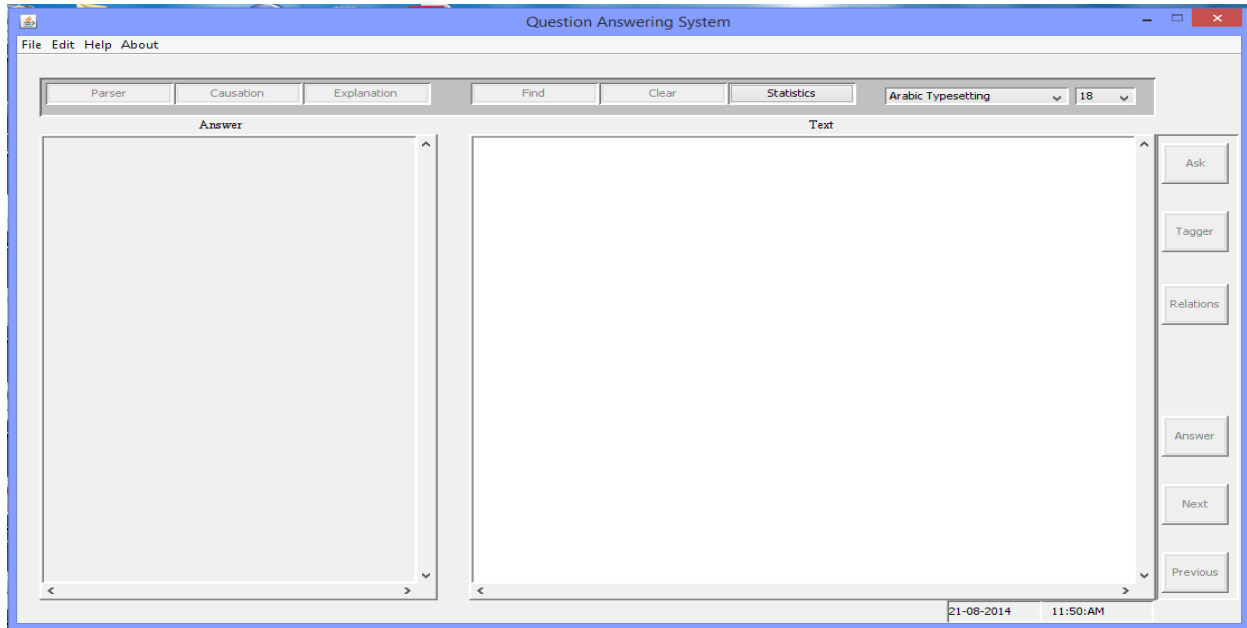 Question Answering System
File Edit Help About
Parser Causation Explanation Find Clear Statistics Arabic Typesetting 18
Answer Text
Ask
Tagger
Relations
Answer
Next
Previous
21-08-2014 11:50:AM